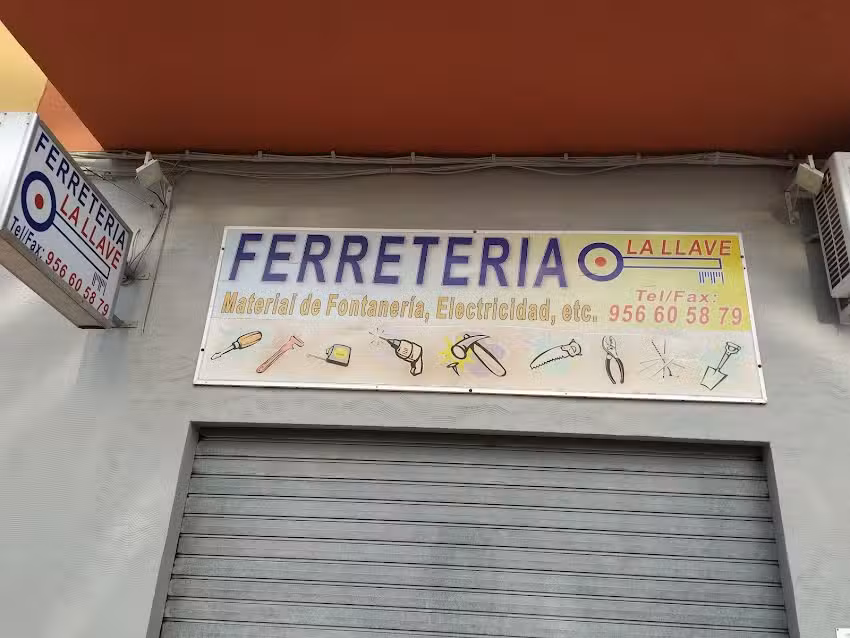 FERRETERIA
LA LLAVE
Tel/Fax:
956 60 58 79
FERRETERIA
LA LLAVE
Material de Fontanería, Electricidad, etc.
Tel/Fax:
956 60 58 79